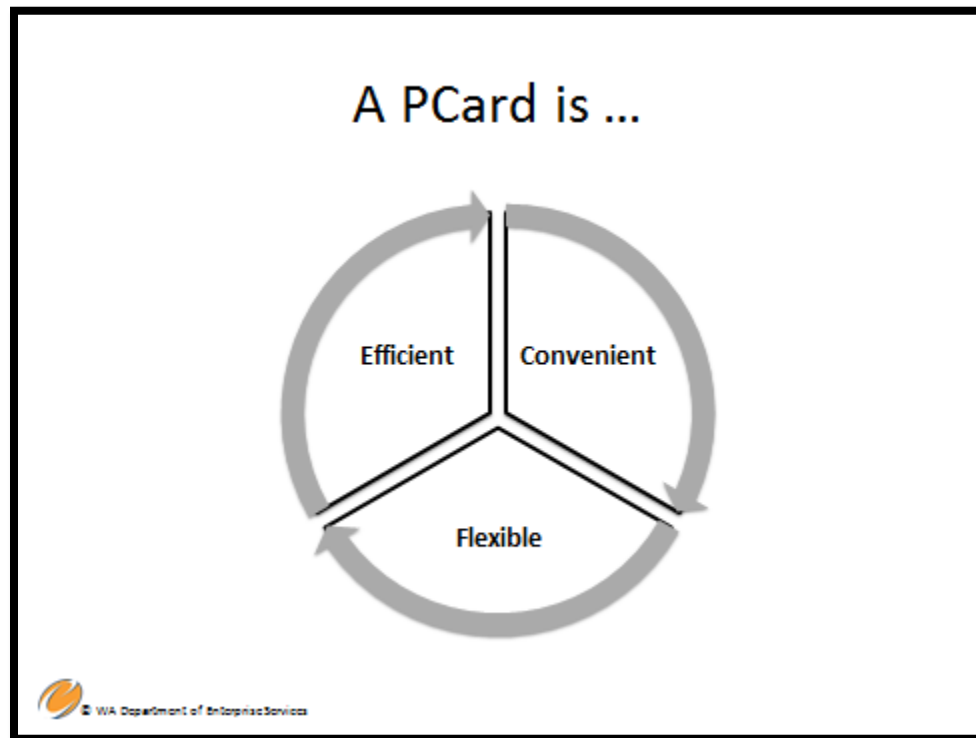 A PCard is ...
Efficient
Convenient
Flexible
© WA Department of Enterprise Services